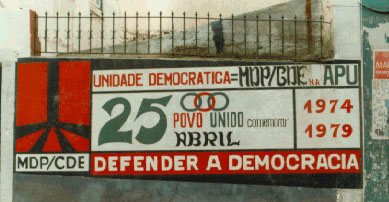 UNIDADE DEMOCRATICA=MDP/CDE NA APU
25 POVO UNIDO comemora
ABRIL
1974
1979
MDP/CDE DEFENDER A DEMOCRACIA